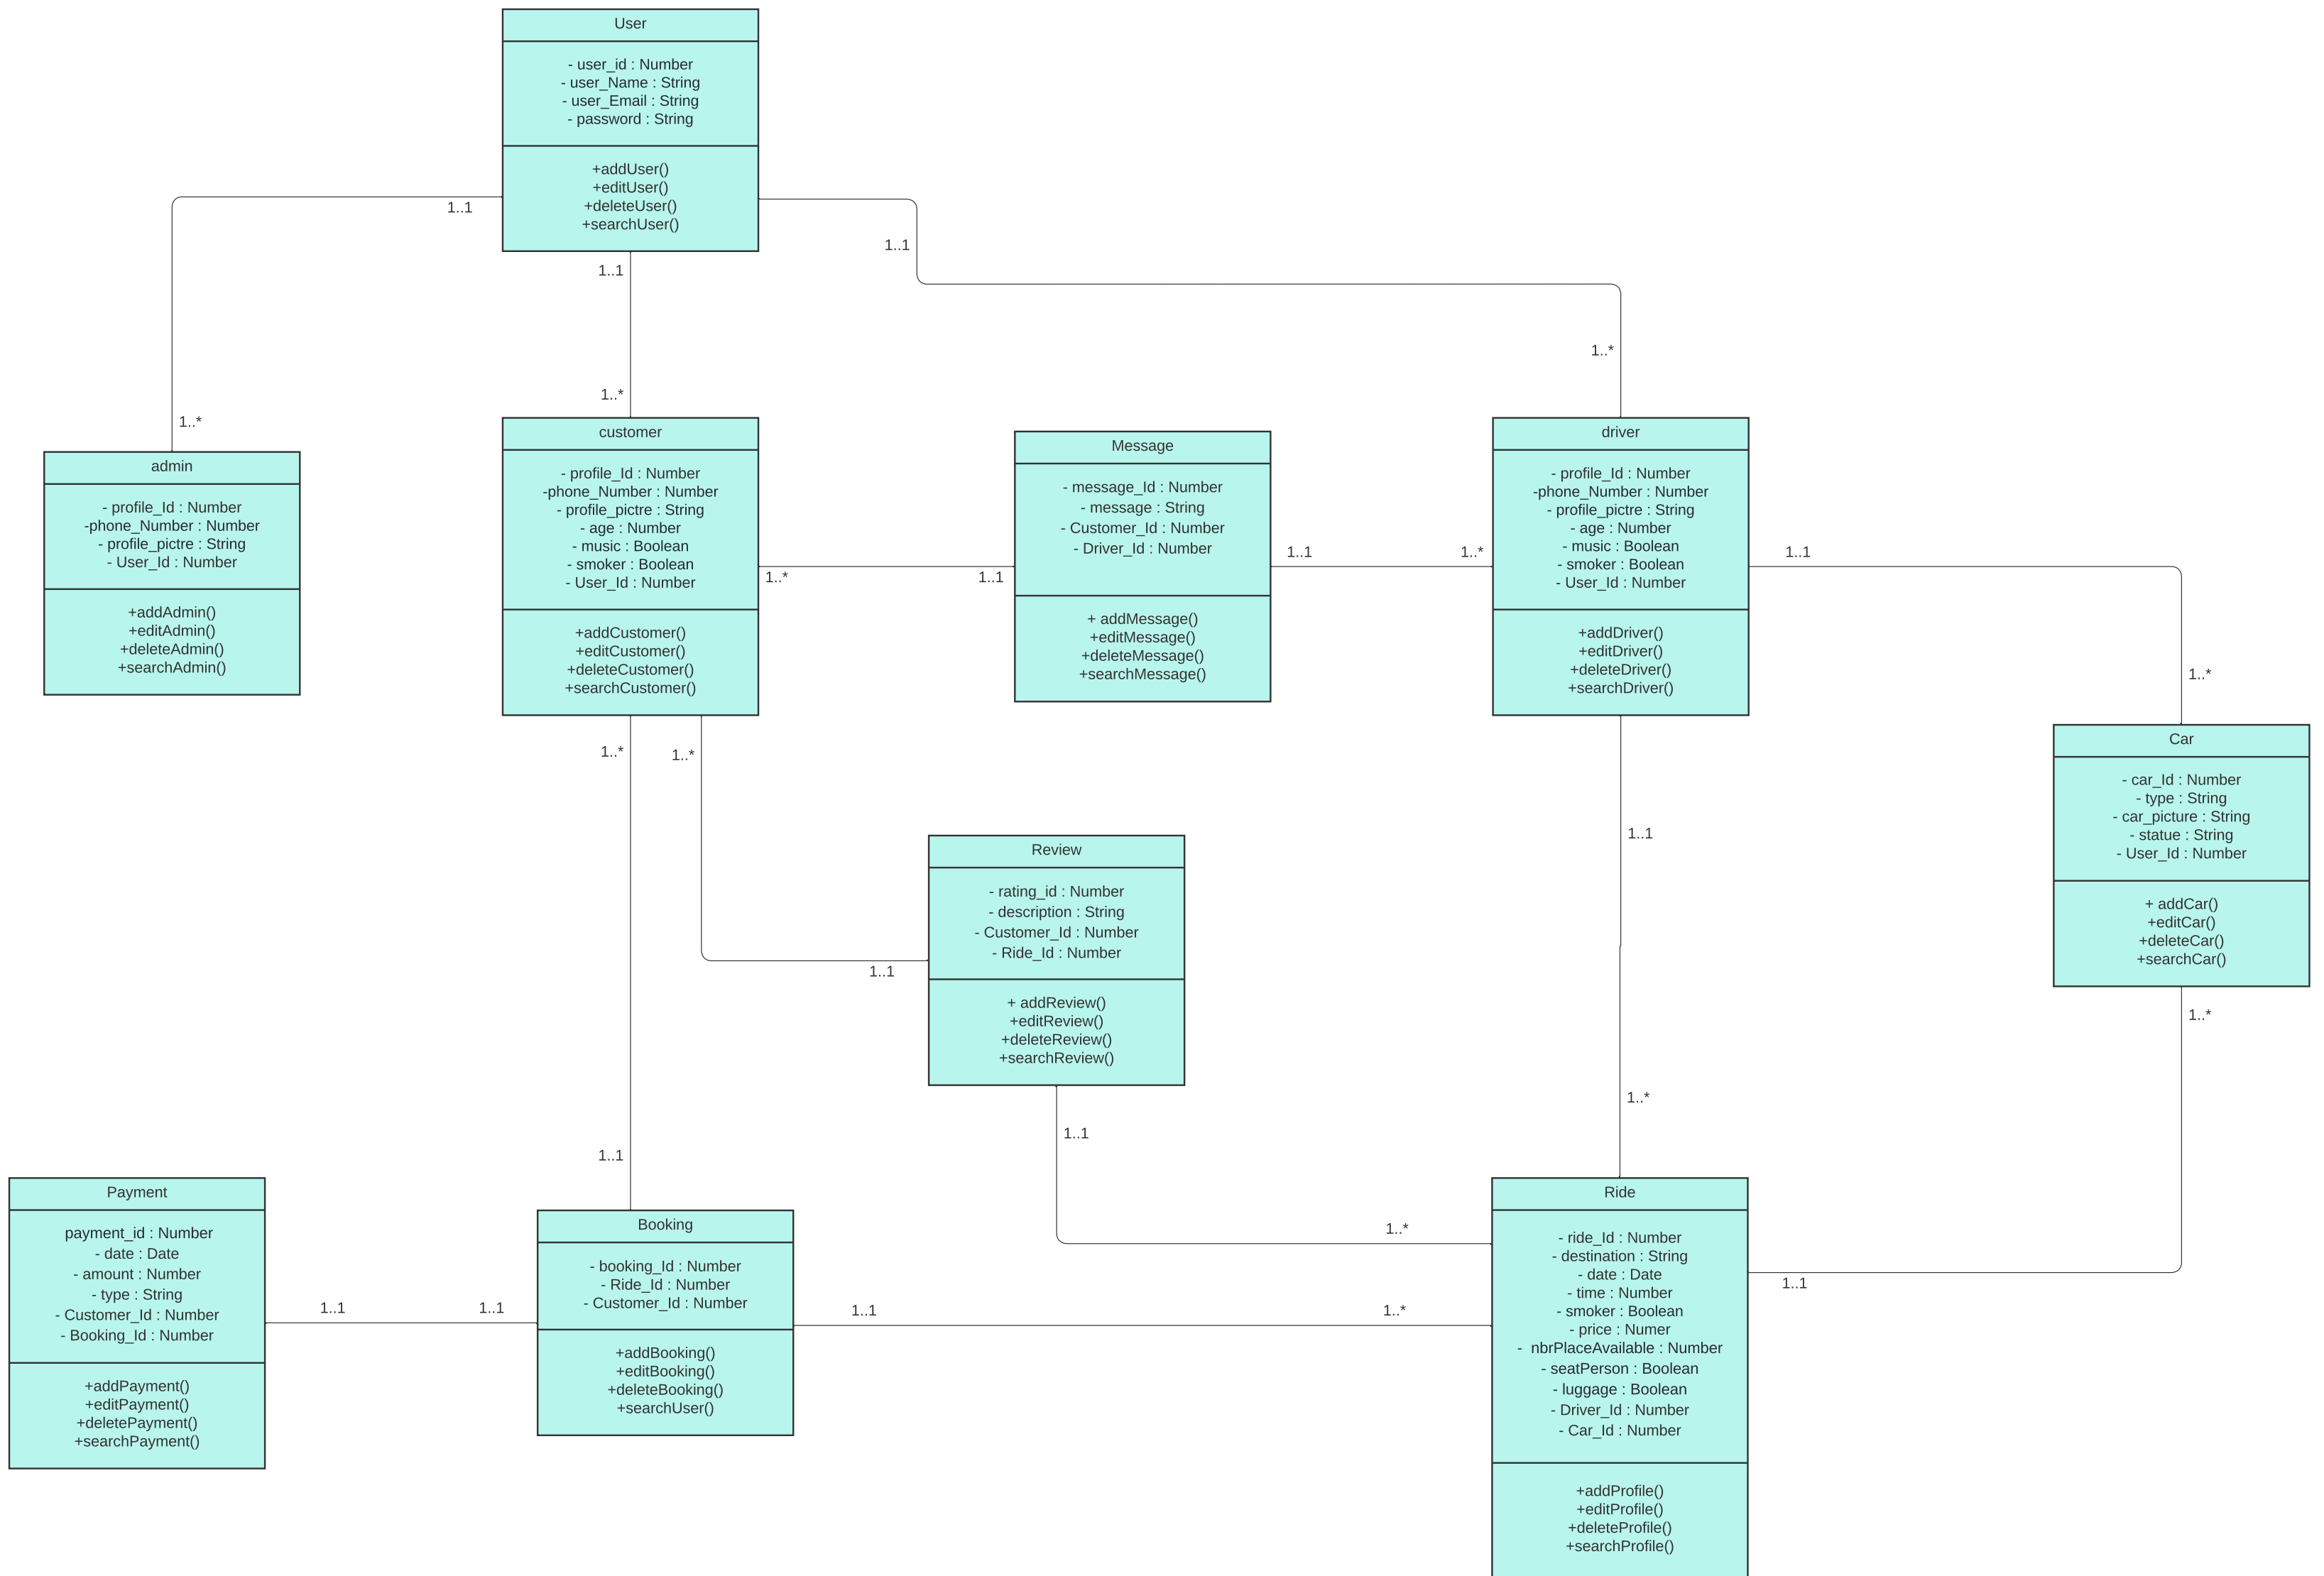 User
- user_id : Number
- user_Name : String
- user_Email : String
- password : String
+addUser()
+editUser()
+deleteUser()
+searchUser()
1..1
1..1
1..1
1..*
1..*
1..*
admin
- profile_Id : Number
-phone_Number : Number
- profile_pictre : String
- User_Id : Number
+addAdmin()
+editAdmin()
+deleteAdmin()
+searchAdmin()
customer
- profile_Id : Number
-phone_Number : Number
- profile_pictre : String
- age : Number
- music : Boolean
- smoker : Boolean
- User_Id : Number
+addCustomer()
+editCustomer()
+deleteCustomer()
+searchCustomer()
1..*
1..1
Message
- message_Id : Number
- message : String
- Customer_Id : Number
- Driver_Id : Number
+ addMessage()
+editMessage()
+deleteMessage()
+searchMessage()
1..1
1..*
driver
- profile_Id : Number
-phone_Number : Number
- profile_pictre : String
- age : Number
- music : Boolean
- smoker : Boolean
- User_Id : Number
+addDriver()
+editDriver()
+deleteDriver()
+searchDriver()
1..1
1..*
Car
- car_Id : Number
- type : String
- car_picture : String
- statue : String
- User_Id : Number
+ addCar()
+editCar()
+deleteCar()
+searchCar()
1..*
1..*
1..*
1..1
Review
- rating_id : Number
- description : String
- Customer_Id : Number
- Ride_Id : Number
+ addReview()
+editReview()
+deleteReview()
+searchReview()
1..1
1..*
1..1
1..*
1..1
1..1
Payment
payment_id : Number
- date : Date
- amount : Number
- type : String
- Customer_Id : Number
- Booking_Id : Number
+addPayment()
+editPayment()
+deletePayment()
+searchPayment()
1..1
1..1
Booking
- booking_Id : Number
- Ride_Id : Number
- Customer_Id : Number
+addBooking()
+editBooking()
+deleteBooking()
+searchUser()
1..1
1..*
Ride
- ride_Id : Number
- destination : String
- date : Date
- time : Number
- smoker : Boolean
- price : Numer
- nbrPlaceAvailable : Number
- seatPerson : Boolean
- luggage : Boolean
- Driver_Id : Number
- Car_Id : Number
+addProfile()
+editProfile()
+deleteProfile()
+searchProfile()
1..1